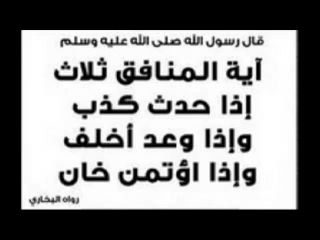 قال رسول الله صلى الله عليه وسلم
آية المنافق ثلاث
إذا حدث كذب
وإذا وعد أخلف
وإذا اؤتمن خان
رواه البخاري